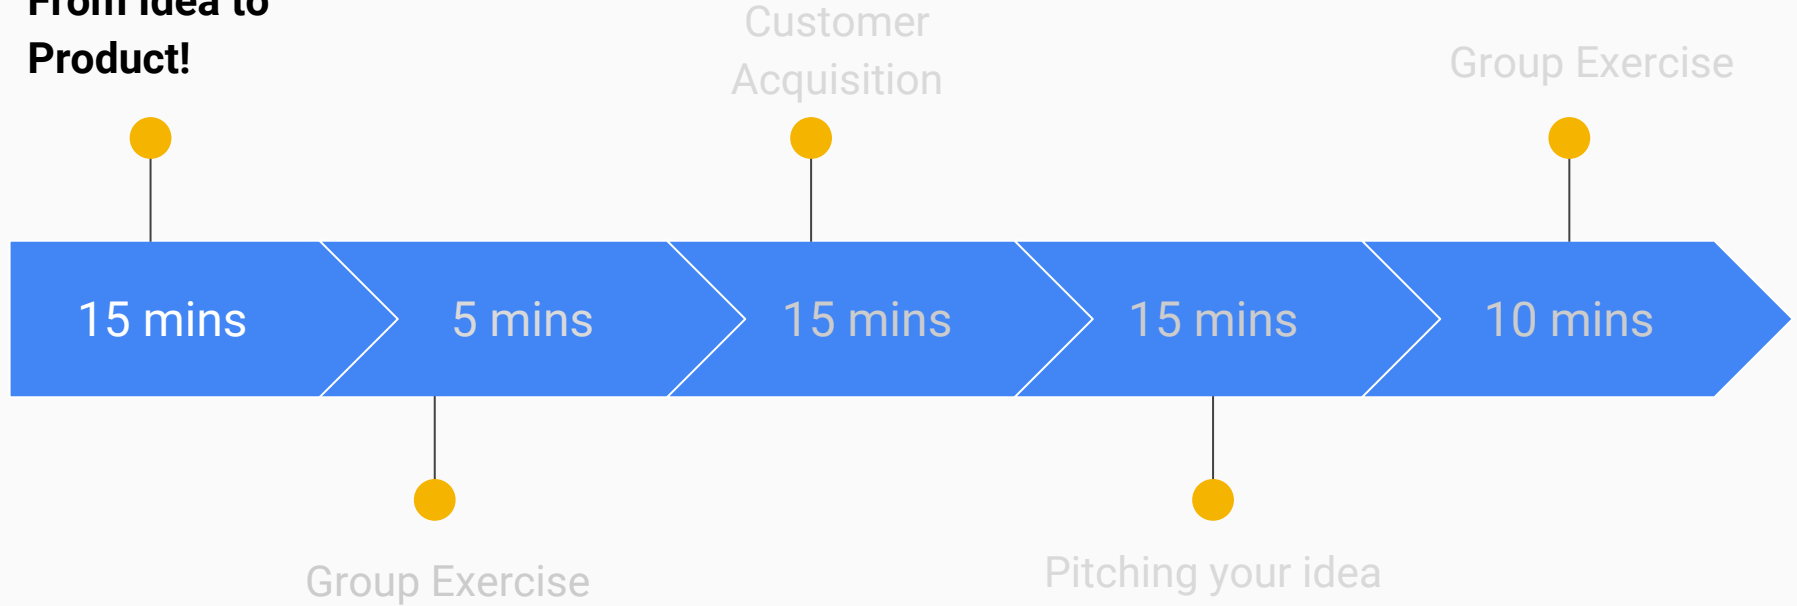 From Idea to
Product!
Customer
Acquisition
Group Exercise
15 mins
5 mins
15 mins
15 mins
10 mins
Group Exercise
Pitching your idea